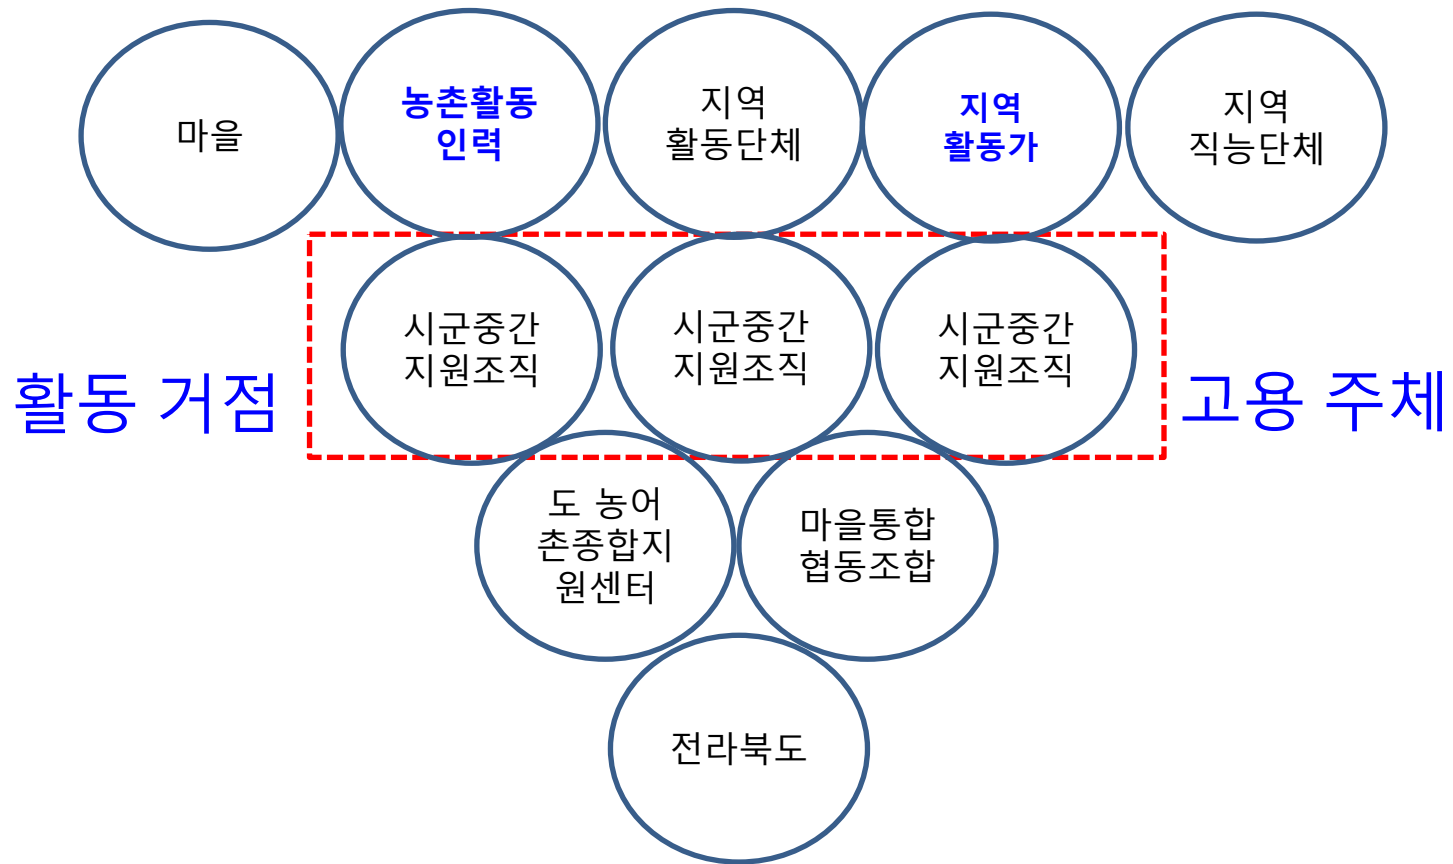 마을
농촌활동
인력
지역
활동단체
지역
활동가
지역
직능단체
활동 거점
시군중간
지원조직
시군중간
지원조직
시군중간
지원조직
고용 주체
도 농어
촌종합지
원센터
마을통합
협동조합
전라북도